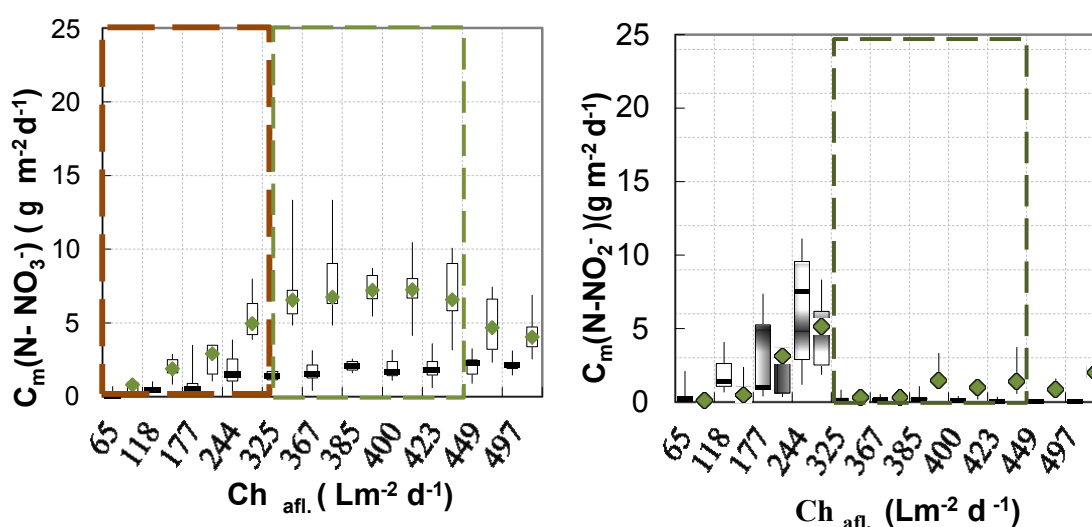 25
20
15
10
5
0
C_m(N- NO₃⁻) ( g m⁻²d⁻¹)
65 118 177 244 325 367 385 400 423 449 497
Ch afl. ( Lm⁻² d⁻¹)
25
20
15
10
5
0
C_m(N-NO₂⁻)(g m⁻²d⁻¹)
65 118 177 244 325 367 385 400 423 449 497
Ch afl. (Lm⁻² d ⁻¹)